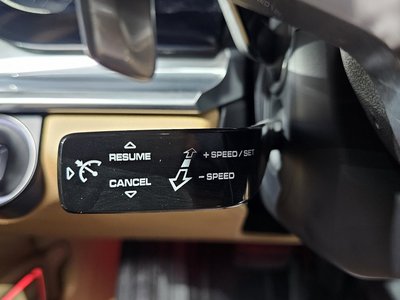 RESUME
+ SPEED / SET
CANCEL
- SPEED